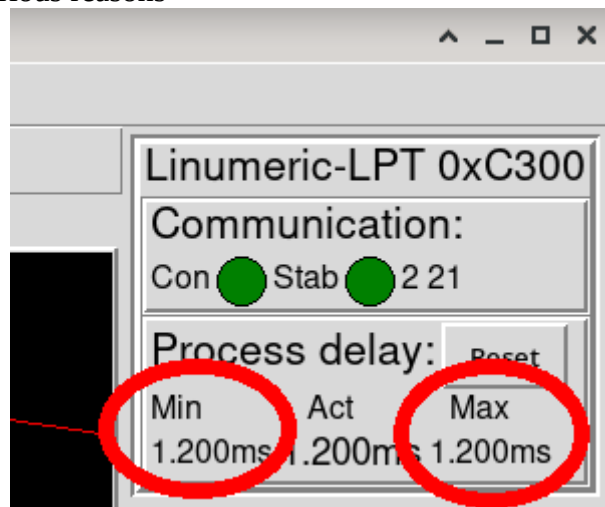 Linumeric-LPT 0xC300
Communication:
Con Stab 2 21
Process delay: Reset
Min Act Max
1.200ms 1.200ms 1.200ms